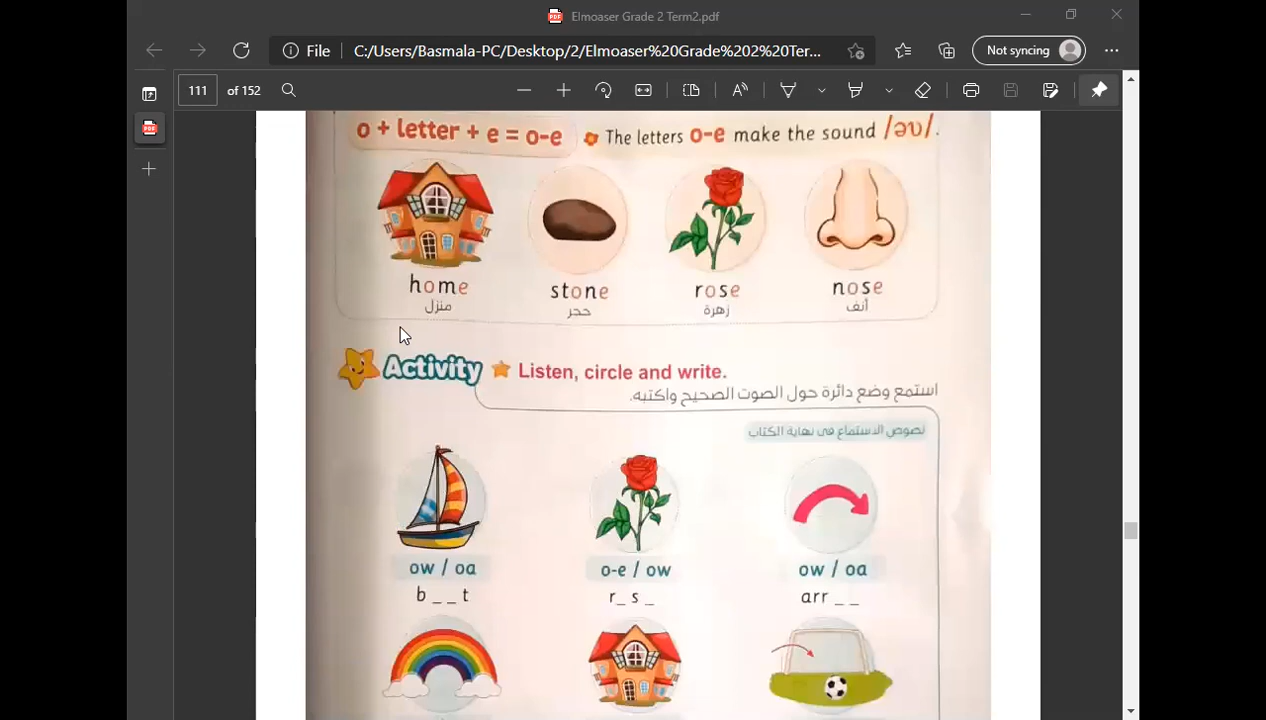 Elmoaser Grade 2 Term2.pdf
File C:/Users/Basmala-PC/Desktop/2/Elmoaser%20Grade%202%20Ter... Not syncing
111 of 152
o + letter + e = o-e The letters o-e make the sound /əʊ/.
home stone rose nose
منزل حجر زهرة أنف
Activity Listen, circle and write.
استمع وضع دائرة حول الصوت الصحيح واكتبه.
نصوص الاستماع فى نهاية الكتاب
ow / oa o-e / ow ow / oa
b _ _ t r_ s _ arr _ _